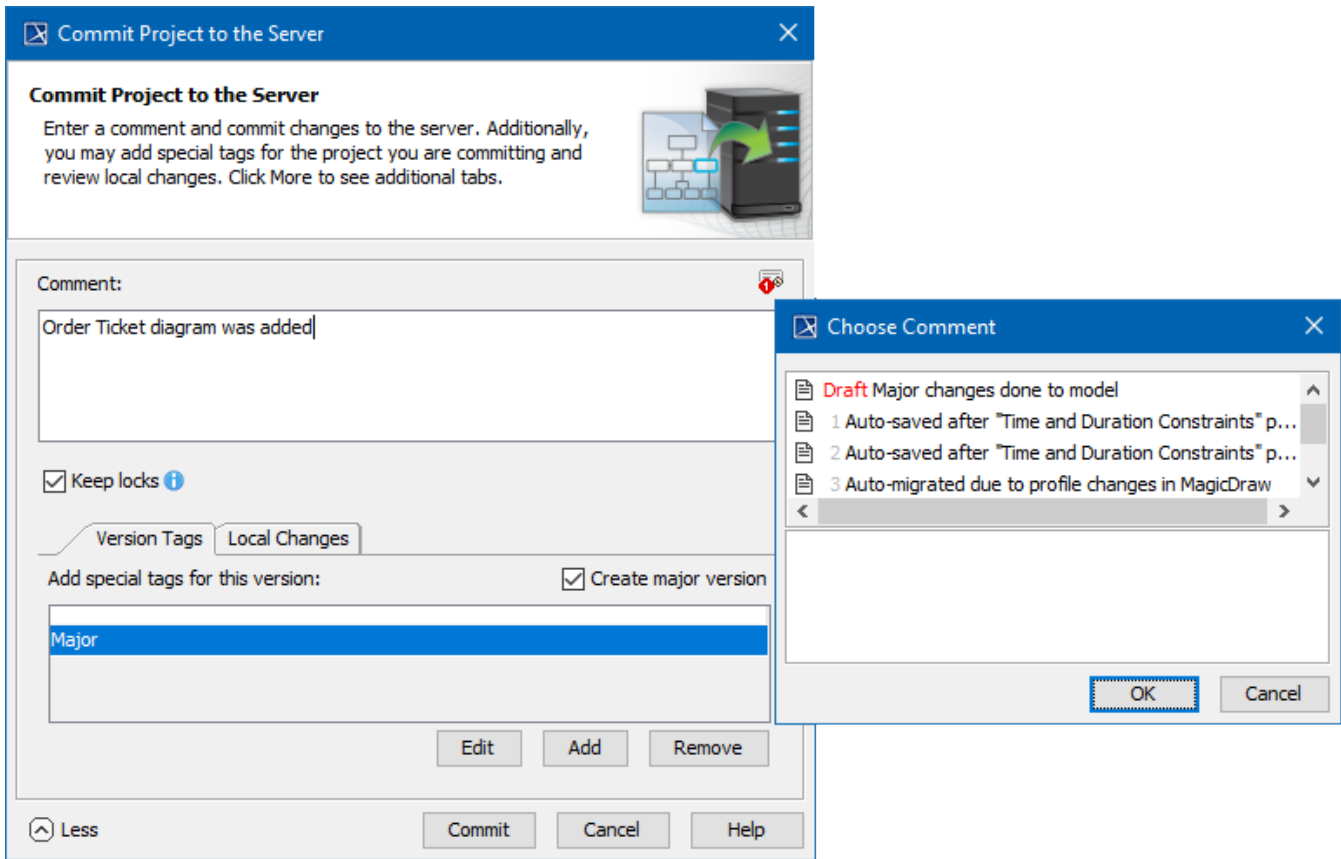 Commit Project to the Server
Commit Project to the Server
Enter a comment and commit changes to the server. Additionally,
you may add special tags for the project you are committing and
review local changes. Click More to see additional tabs.
Comment:
1
Order Ticket diagram was added
Keep locks
Version Tags
Local Changes
Add special tags for this version:
Create major version
Major
Edit
Add
Remove
Less
Commit
Cancel
Help
Choose Comment
Draft Major changes done to model
1 Auto-saved after "Time and Duration Constraints" p...
2 Auto-saved after "Time and Duration Constraints" p...
3 Auto-migrated due to profile changes in MagicDraw
OK
Cancel